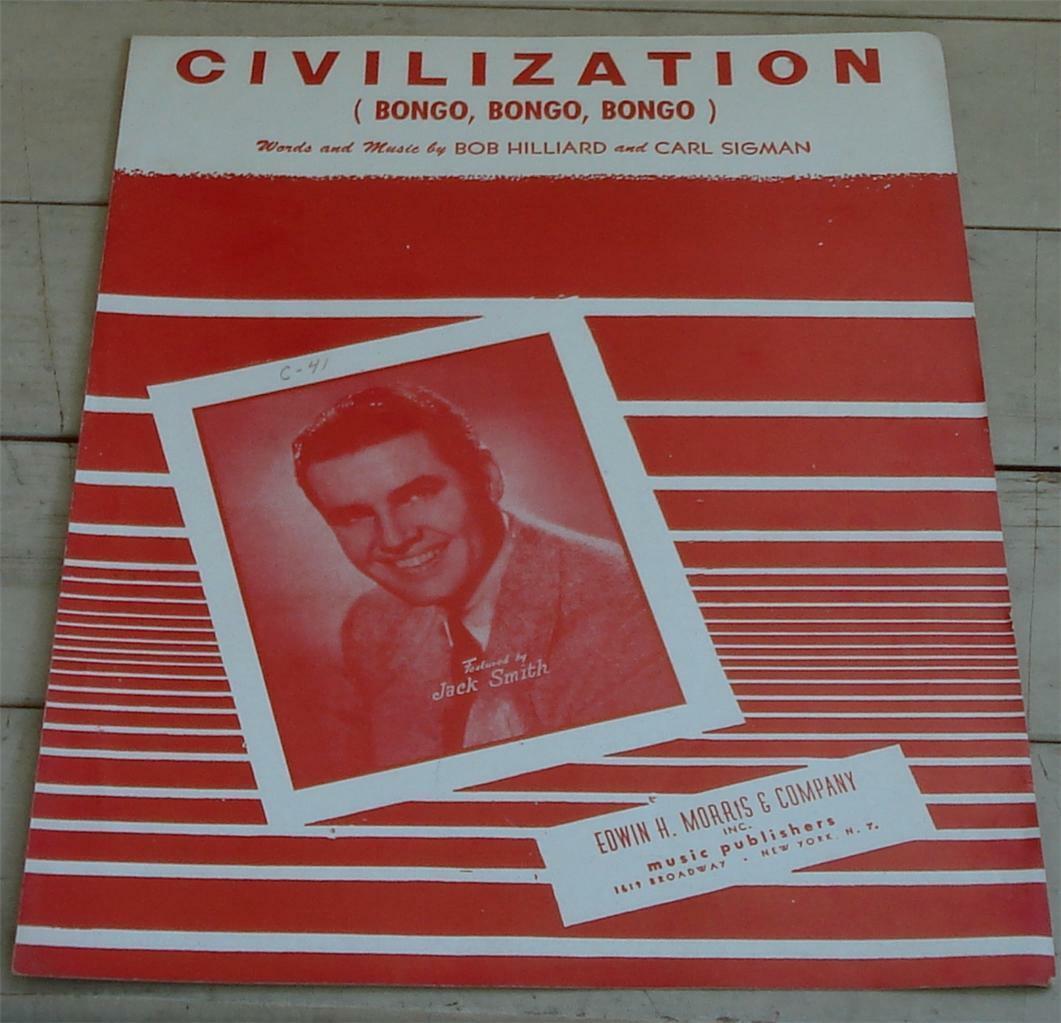 CIVILIZATION
( BONGO, BONGO, BONGO )
Words and Music by BOB HILLIARD and CARL SIGMAN
C-41
Featured by
Jack Smith
EDWIN H. MORRIS & COMPANY
INC.
music publishers
1619 BROADWAY • NEW YORK, N. Y.